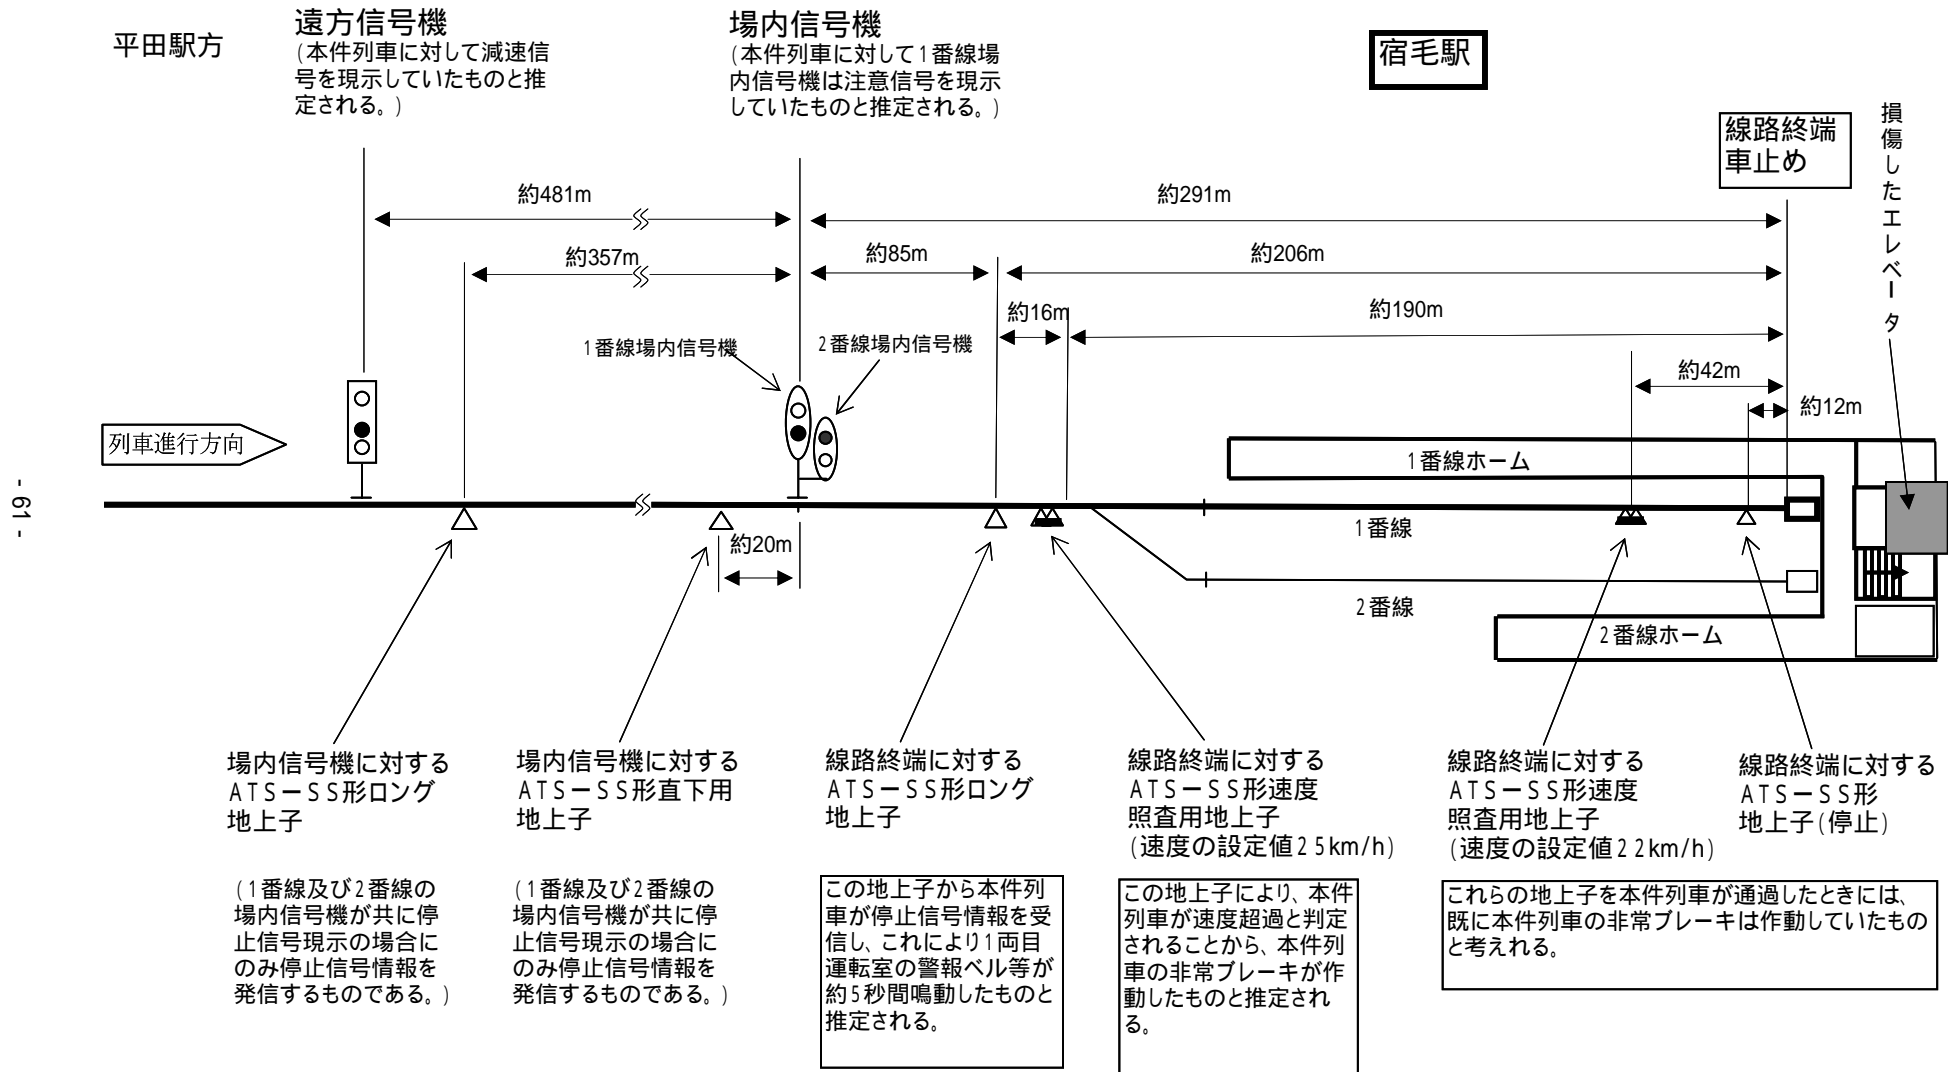 平田駅方
遠方信号機
(本件列車に対して減速信
号を現示していたものと推
定される。)
場内信号機
(本件列車に対して1番線場
内信号機は注意信号を現示
していたものと推定される。)
宿毛駅
線路終端
車止め
損傷したエレベータ
約481m
約291m
約357m
約85m
約206m
約16m
約190m
1番線場内信号機
2番線場内信号機
約42m
約12m
列車進行方向
1番線ホーム
1番線
約20m
2番線
2番線ホーム
- 61 -
場内信号機に対する
ATS-SS形ロング
地上子
(1番線及び2番線の
場内信号機が共に停
止信号現示の場合に
のみ停止信号情報を
発信するものである。)
場内信号機に対する
ATS-SS形直下用
地上子
(1番線及び2番線の
場内信号機が共に停
止信号現示の場合に
のみ停止信号情報を
発信するものである。)
線路終端に対する
ATS-SS形ロング
地上子
この地上子から本件列
車が停止信号情報を受
信し、これにより1両目
運転室の警報ベル等が
約5秒間鳴動したものと
推定される。
線路終端に対する
ATS-SS形速度
照査用地上子
(速度の設定値25km/h)
この地上子により、本件
列車が速度超過と判定
されることから、本件列
車の非常ブレーキが作
動したものと推定され
る。
線路終端に対する
ATS-SS形速度
照査用地上子
(速度の設定値22km/h)
線路終端に対する
ATS-SS形
地上子(停止)
これらの地上子を本件列車が通過したときには、
既に本件列車の非常ブレーキは作動していたもの
と考えれる。